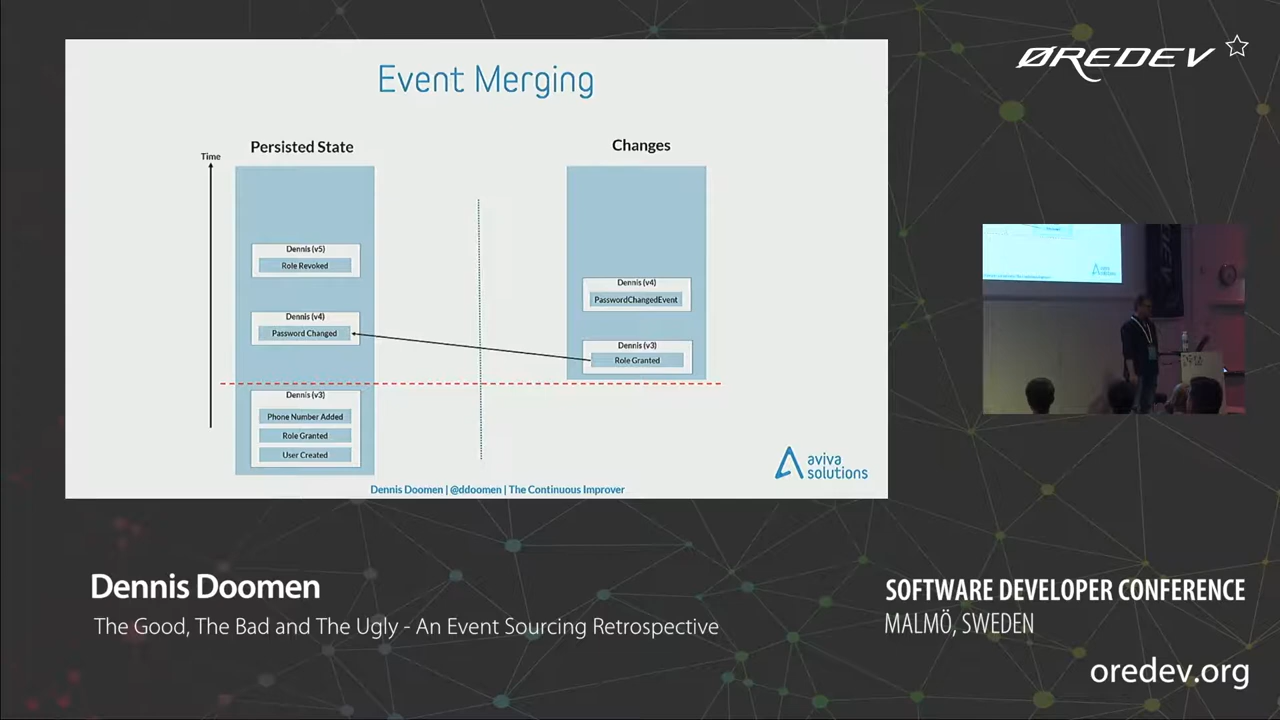 ØREDEV
Event Merging
Persisted State
Changes
Time
Dennis (v5)
Role Revoked
Dennis (v4)
PasswordChangedEvent
Dennis (v4)
Password Changed
Dennis (v3)
Role Granted
Dennis (v3)
Phone Number Added
Role Granted
User Created
aviva
solutions
Dennis Doomen | @ddoomen | The Continuous Improver
Dennis Doomen
The Good, The Bad and The Ugly - An Event Sourcing Retrospective
SOFTWARE DEVELOPER CONFERENCE
MALMÖ, SWEDEN
oredev.org